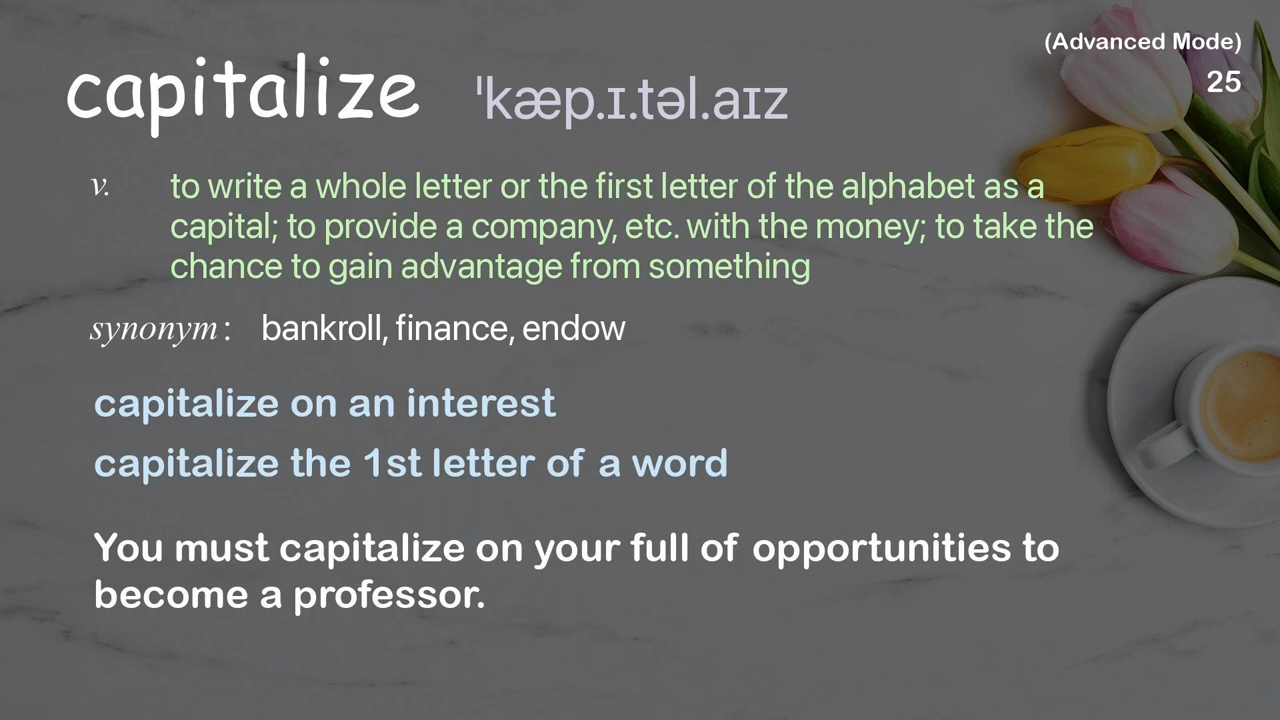 (Advanced Mode)
25
capitalize ˈkæp.ɪ.təl.aɪz
v. to write a whole letter or the first letter of the alphabet as a
capital; to provide a company, etc. with the money; to take the
chance to gain advantage from something
synonym: bankroll, finance, endow
capitalize on an interest
capitalize the 1st letter of a word
You must capitalize on your full of opportunities to
become a professor.